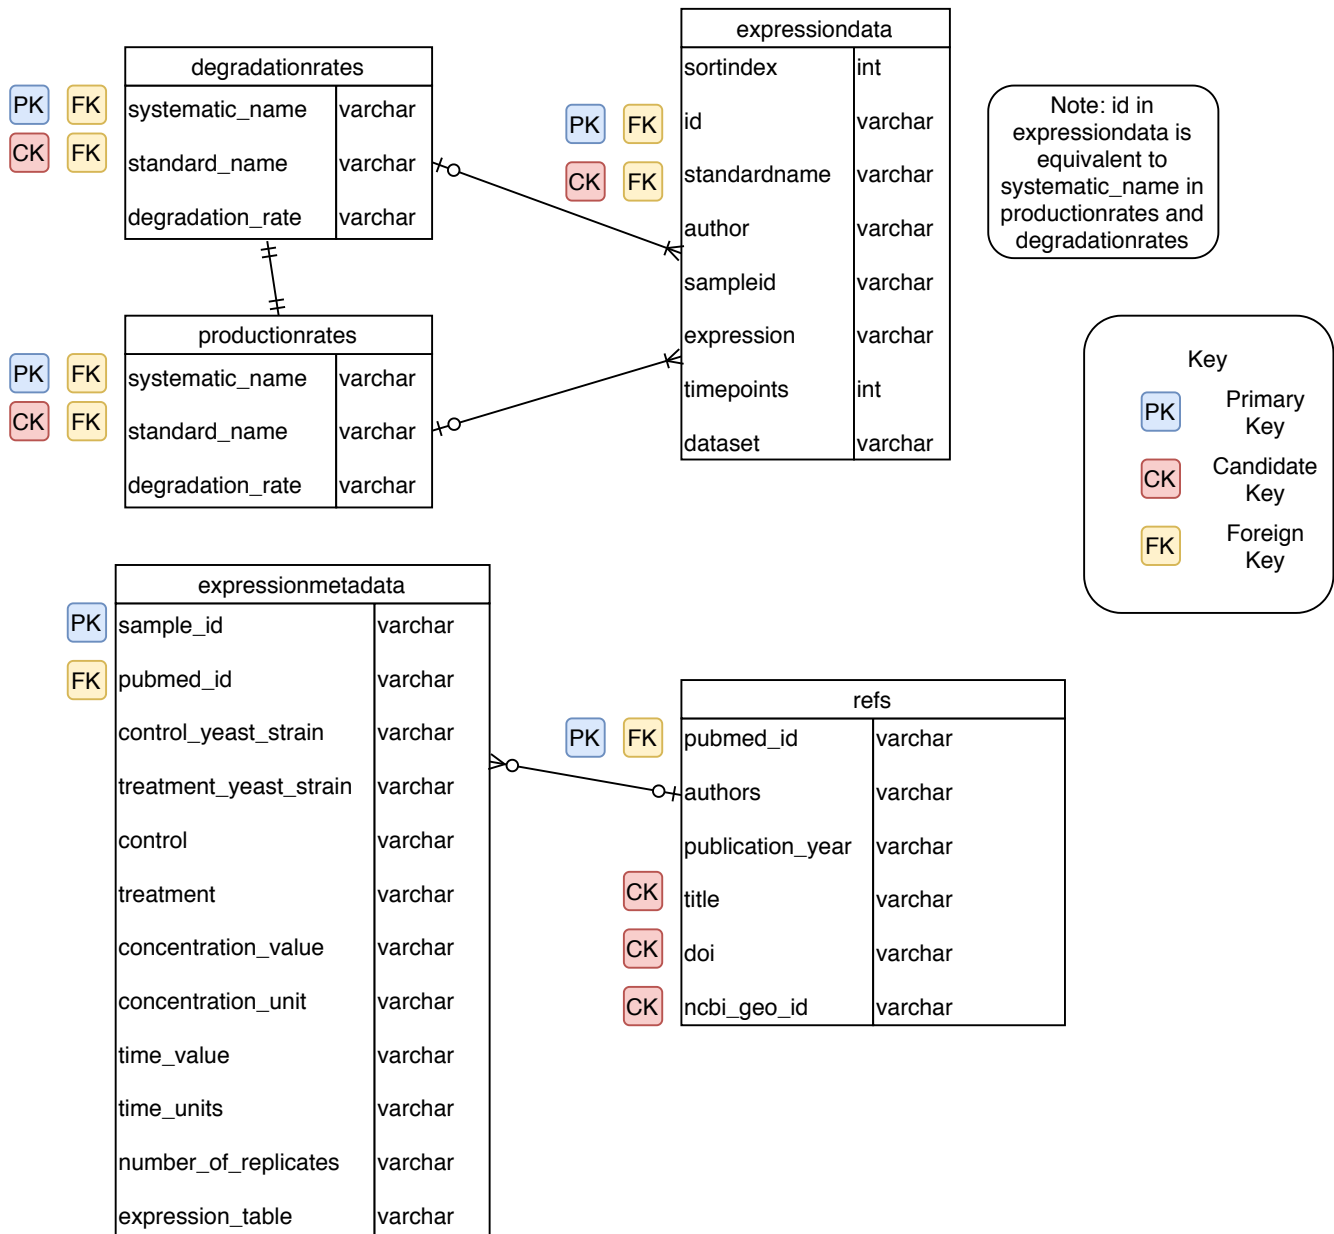 expressiondata
sortindex int
PK FK id varchar
CK FK standardname varchar
author varchar
sampleid varchar
expression varchar
timepoints int
dataset varchar
degradationrates
PK FK systematic_name varchar
CK FK standard_name varchar
degradation_rate varchar
Note: id in
expressiondata is
equivalent to
systematic_name in
productionrates and
degradationrates
productionrates
PK FK systematic_name varchar
CK FK standard_name varchar
degradation_rate varchar
Key
PK Primary
Key
CK Candidate
Key
FK Foreign
Key
expressionmetadata
PK sample_id varchar
FK pubmed_id varchar
control_yeast_strain varchar
treatment_yeast_strain varchar
control varchar
treatment varchar
concentration_value varchar
concentration_unit varchar
time_value varchar
time_units varchar
number_of_replicates varchar
expression_table varchar
refs
PK FK pubmed_id varchar
authors varchar
publication_year varchar
CK title varchar
CK doi varchar
CK ncbi_geo_id varchar